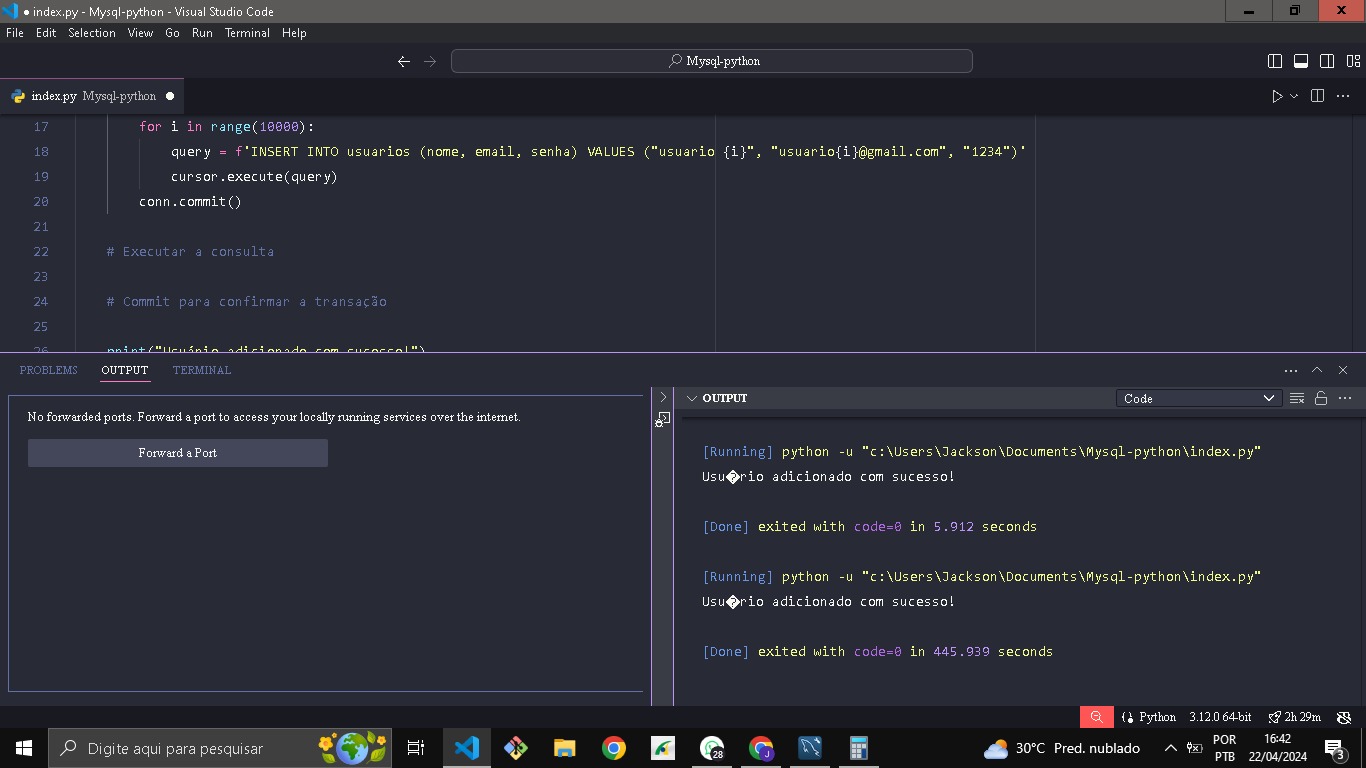 ● index.py - Mysql-python - Visual Studio Code
File Edit Selection View Go Run Terminal Help
Mysql-python
index.py Mysql-python
17 for i in range(10000):
18 query = f'INSERT INTO usuarios (nome, email, senha) VALUES ("usuario {i}", "usuario{i}@gmail.com", "1234")'
19 cursor.execute(query)
20 conn.commit()
21
22 # Executar a consulta
23
24 # Commit para confirmar a transação
25
26 print("Usuário adicionado com sucesso!")
PROBLEMS OUTPUT TERMINAL
No forwarded ports. Forward a port to access your locally running services over the internet.
Forward a Port
OUTPUT
Code
[Running] python -u "c:\Users\Jackson\Documents\Mysql-python\index.py"
Usu�rio adicionado com sucesso!
[Done] exited with code=0 in 5.912 seconds
[Running] python -u "c:\Users\Jackson\Documents\Mysql-python\index.py"
Usu�rio adicionado com sucesso!
[Done] exited with code=0 in 445.939 seconds
Python 3.12.0 64-bit 2h 29m
Digite aqui para pesquisar
28
J
30°C Pred. nublado
POR
PTB
16:42
22/04/2024
3